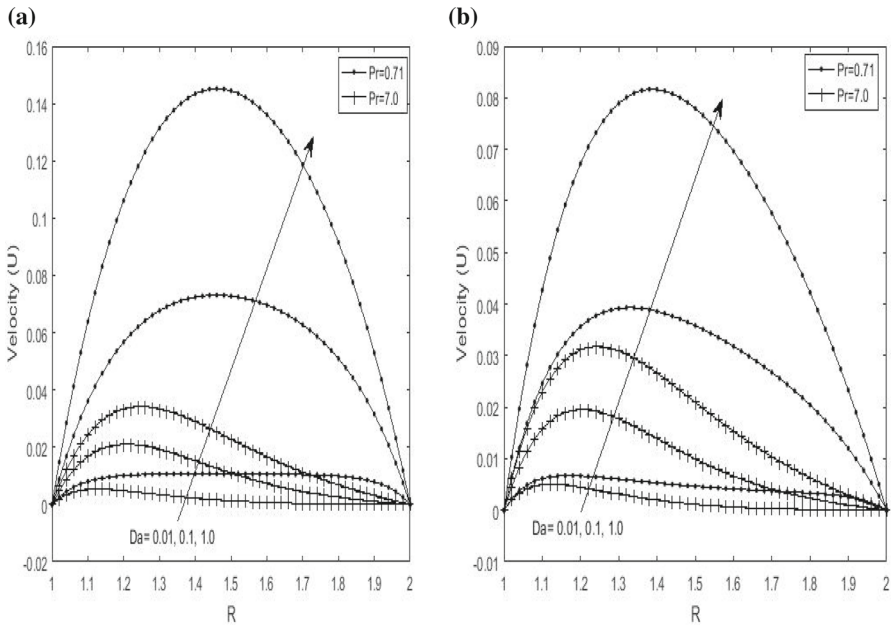 (a)
0.16
0.14
0.12
0.1
0.08
0.06
0.04
0.02
0
-0.02
Velocity (U)
Pr=0.71
Pr=7.0
Da= 0.01, 0.1, 1.0
1 1.1 1.2 1.3 1.4 1.5 1.6 1.7 1.8 1.9 2
R
(b)
0.09
0.08
0.07
0.06
0.05
0.04
0.03
0.02
0.01
0
-0.01
Velocity (U)
Pr=0.71
Pr=7.0
Da= 0.01, 0.1, 1.0
1 1.1 1.2 1.3 1.4 1.5 1.6 1.7 1.8 1.9 2
R